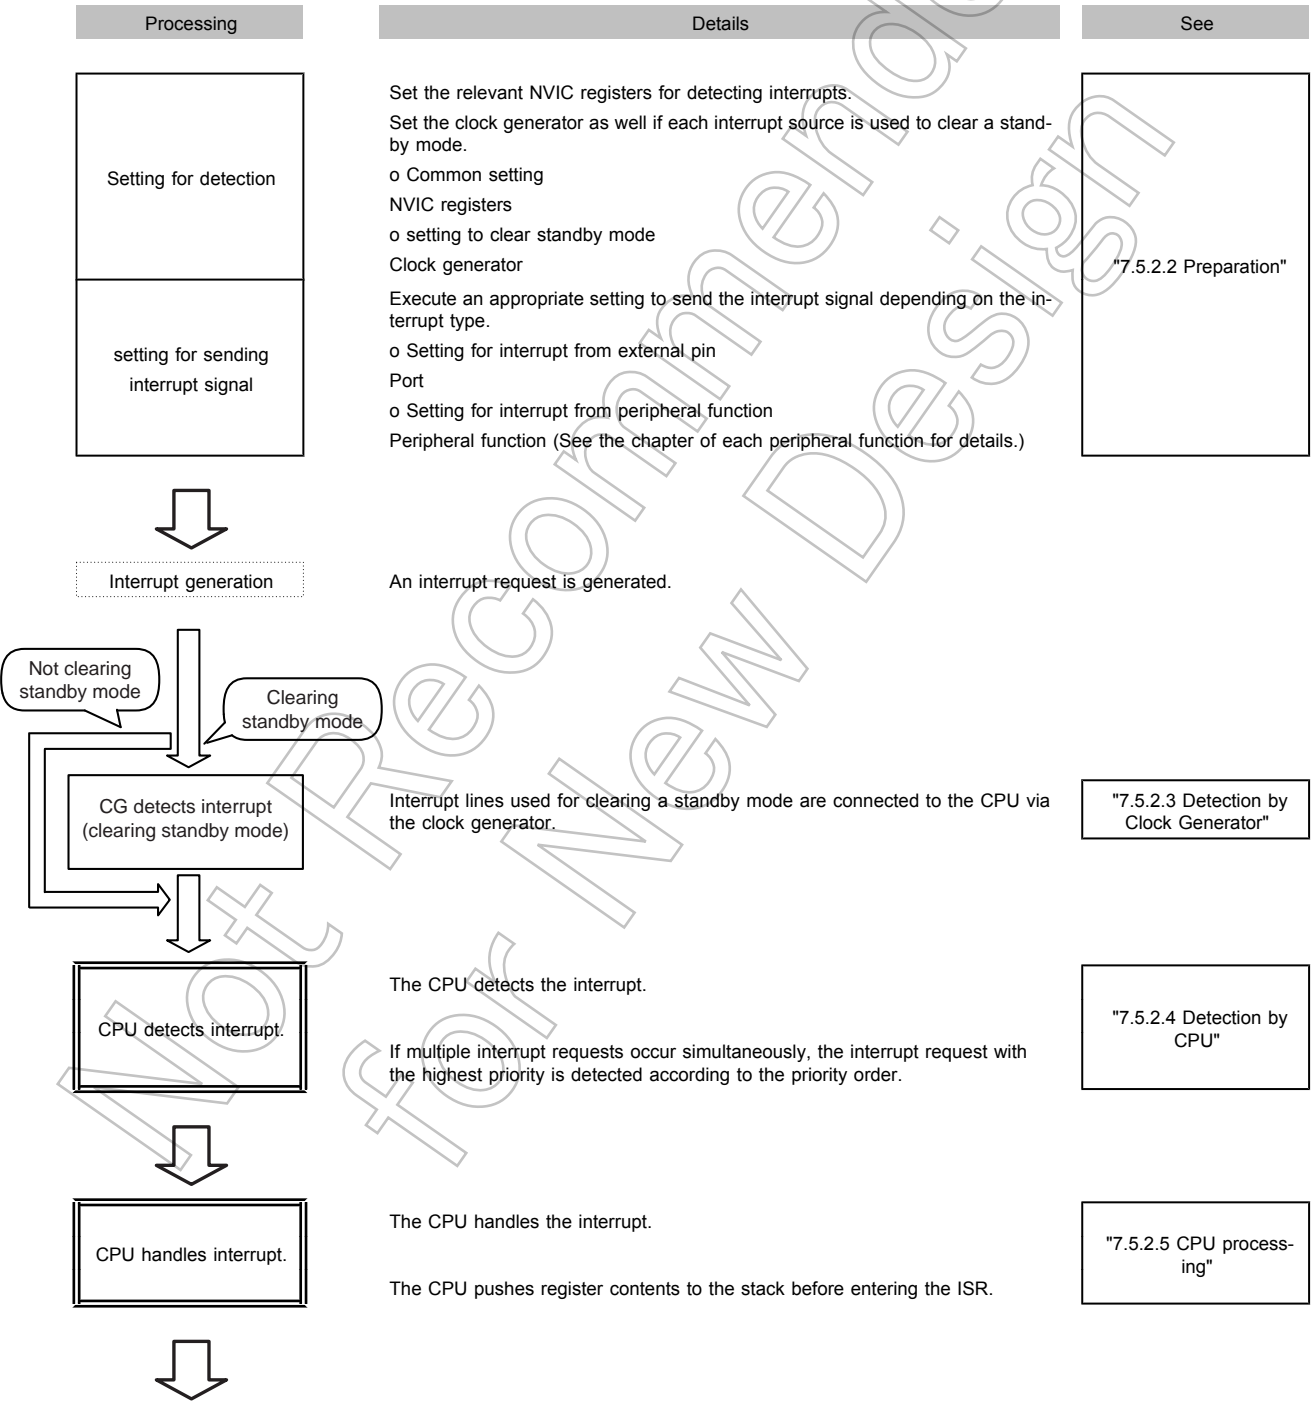 Processing
Details
See
Setting for detection
Set the relevant NVIC registers for detecting interrupts.
Set the clock generator as well if each interrupt source is used to clear a stand-
by mode.
o Common setting
NVIC registers
o setting to clear standby mode
Clock generator
"7.5.2.2 Preparation"
setting for sending
interrupt signal
Execute an appropriate setting to send the interrupt signal depending on the in-
terrupt type.
o Setting for interrupt from external pin
Port
o Setting for interrupt from peripheral function
Peripheral function (See the chapter of each peripheral function for details.)
Interrupt generation
An interrupt request is generated.
Not clearing
standby mode
Clearing
standby mode
CG detects interrupt
(clearing standby mode)
Interrupt lines used for clearing a standby mode are connected to the CPU via
the clock generator.
"7.5.2.3 Detection by
Clock Generator"
CPU detects interrupt.
The CPU detects the interrupt.
If multiple interrupt requests occur simultaneously, the interrupt request with
the highest priority is detected according to the priority order.
"7.5.2.4 Detection by
CPU"
CPU handles interrupt.
The CPU handles the interrupt.
The CPU pushes register contents to the stack before entering the ISR.
"7.5.2.5 CPU process-
ing"
Not Recommende
for New Design